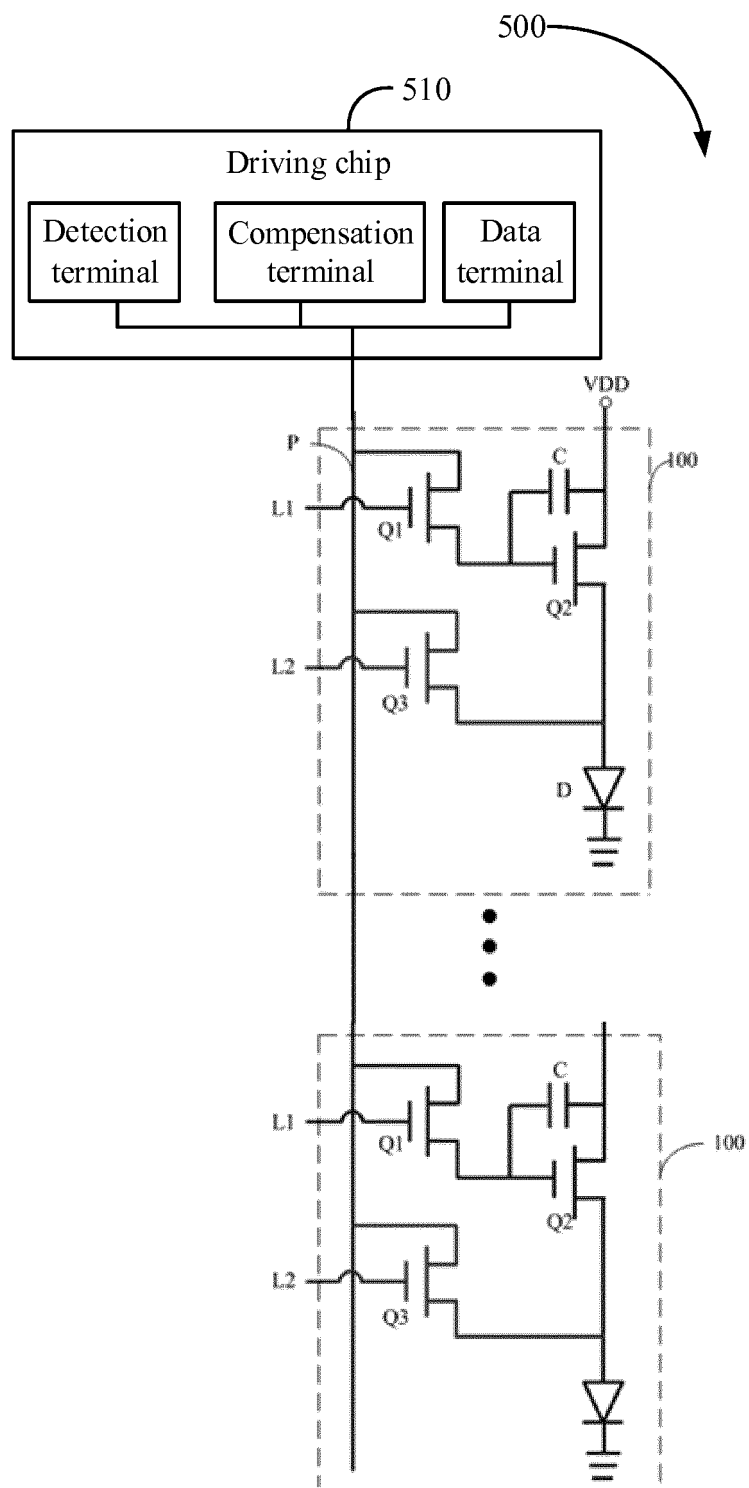 500
510
Driving chip
Detection terminal
Compensation terminal
Data terminal
VDD
P
C
100
L1
Q1
Q2
L2
Q3
D
C
L1
Q1
100
Q2
L2
Q3